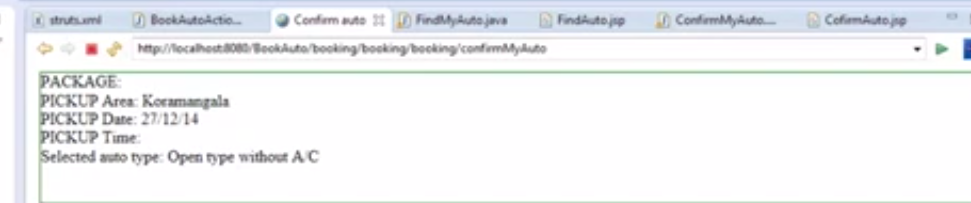 struts.xml
BookAutoActio...
Confirm auto
FindMyAuto.java
FindAuto.jsp
ConfirmMyAuto....
CofirmAuto.jsp
http://localhost:8080/BookAuto/booking/booking/booking/confirmMyAuto
PACKAGE:
PICKUP Area: Koramangala
PICKUP Date: 27/12/14
PICKUP Time:
Selected auto type: Open type without A/C